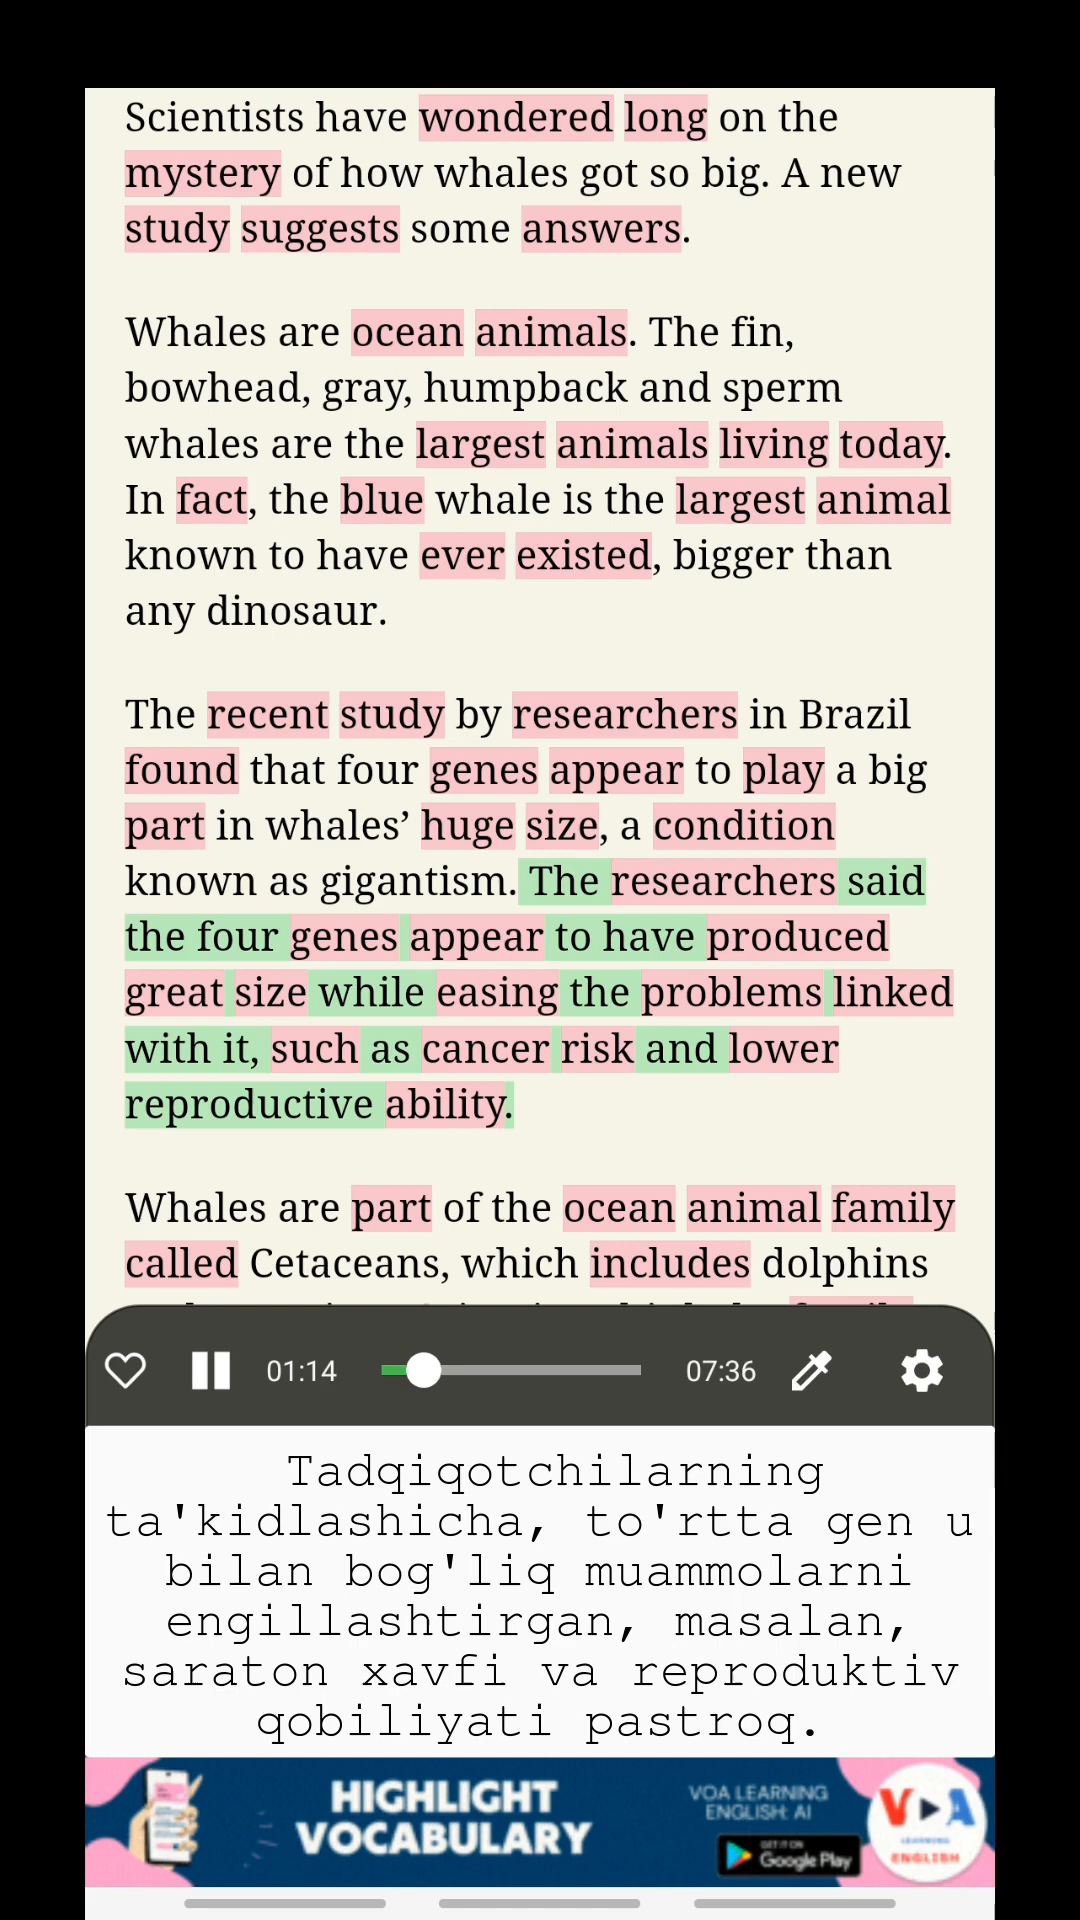 Scientists have wondered long on the
mystery of how whales got so big. A new
study suggests some answers.
Whales are ocean animals. The fin,
bowhead, gray, humpback and sperm
whales are the largest animals living today.
In fact, the blue whale is the largest animal
known to have ever existed, bigger than
any dinosaur.
The recent study by researchers in Brazil
found that four genes appear to play a big
part in whales’ huge size, a condition
known as gigantism. The researchers said
the four genes appear to have produced
great size while easing the problems linked
with it, such as cancer risk and lower
reproductive ability.
Whales are part of the ocean animal family
called Cetaceans, which includes dolphins
01:14
07:36
Tadqiqotchilarning
ta'kidlashicha, to'rtta gen u
bilan bog'liq muammolarni
engillashtirgan, masalan,
saraton xavfi va reproduktiv
qobiliyati pastroq.
HIGHLIGHT
VOCABULARY
VOA LEARNING
ENGLISH: AI
GET IT ON
Google Play
VOA
LEARNING
ENGLISH